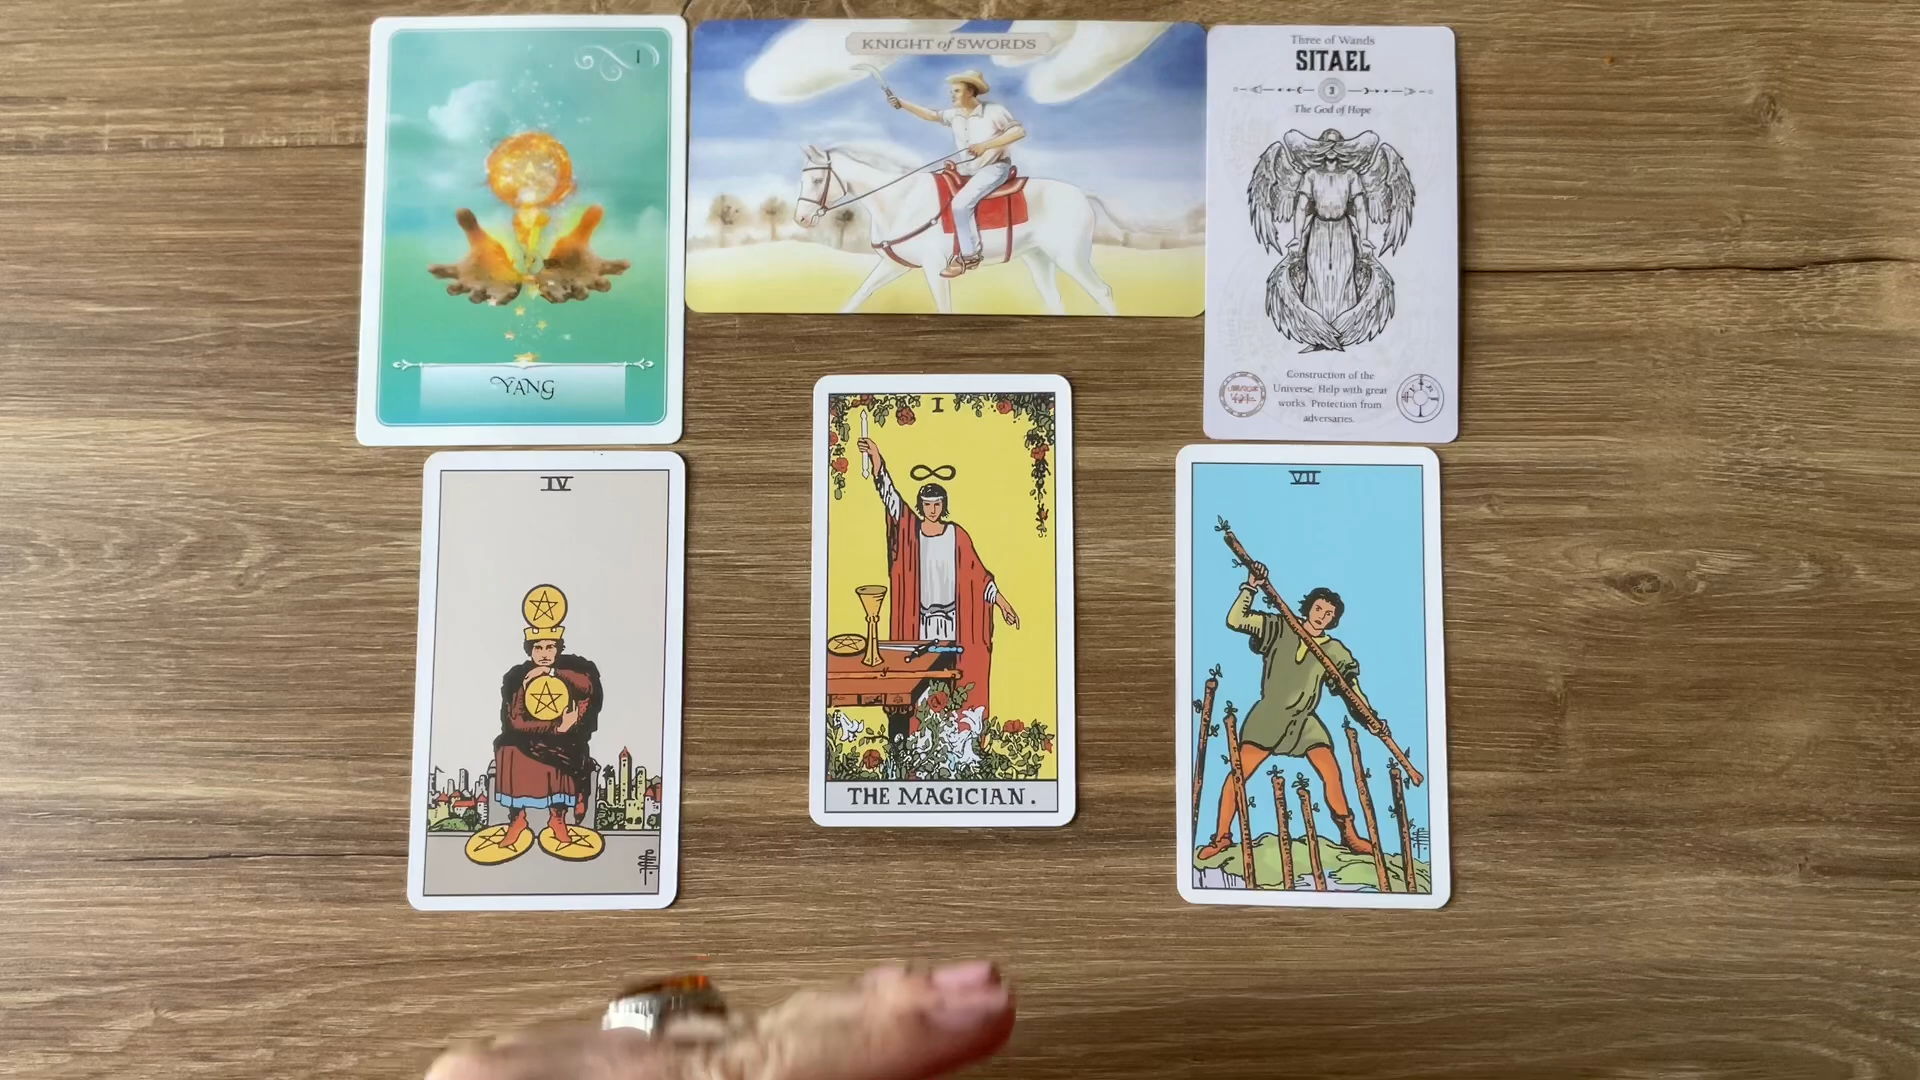 I
YANG
KNIGHT of SWORDS
Three of Wands
SITAEL
3
The God of Hope
Construction of the
Universe. Help with great
works. Protection from
adversaries.
IV
I
THE MAGICIAN.
VII